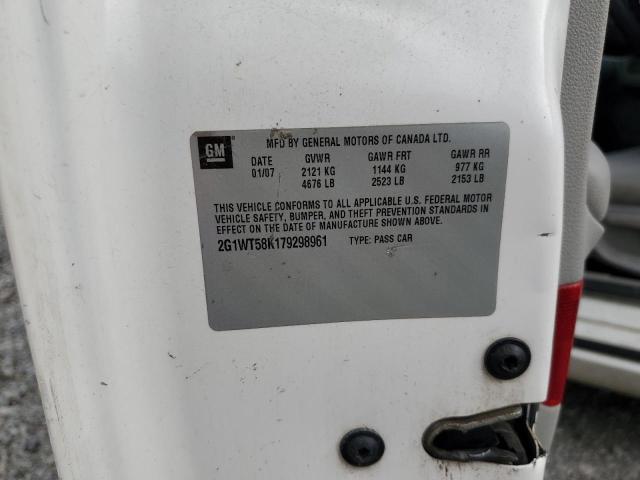 GM
MFD BY GENERAL MOTORS OF CANADA LTD.
DATE GVWR GAWR FRT GAWR RR
01/07 2121 KG 1144 KG 977 KG
4676 LB 2523 LB 2153 LB
THIS VEHICLE CONFORMS TO ALL APPLICABLE U.S. FEDERAL MOTOR
VEHICLE SAFETY, BUMPER, AND THEFT PREVENTION STANDARDS IN
EFFECT ON THE DATE OF MANUFACTURE SHOWN ABOVE.
2G1WT58K179298961 TYPE: PASS CAR